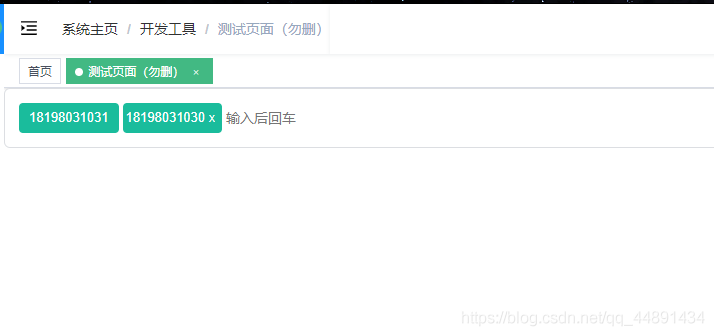 系统主页 / 开发工具 / 测试页面（勿删）
首页 测试页面（勿删） ×
18198031031 18198031030 x 输入后回车
https://blog.csdn.net/qq_44891434